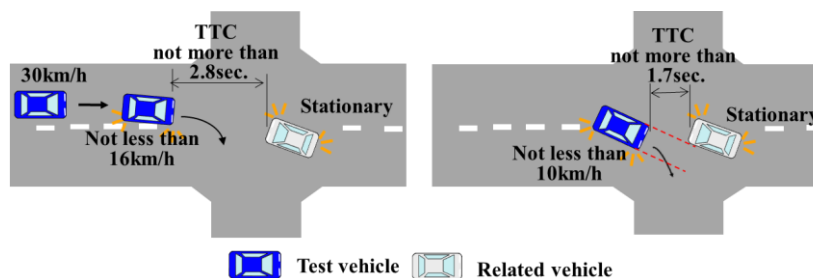 TTC
not more than
2.8sec.
30km/h
Stationary
Not less than
16km/h
TTC
not more than
1.7sec.
Stationary
Not less than
10km/h
Test vehicle
Related vehicle